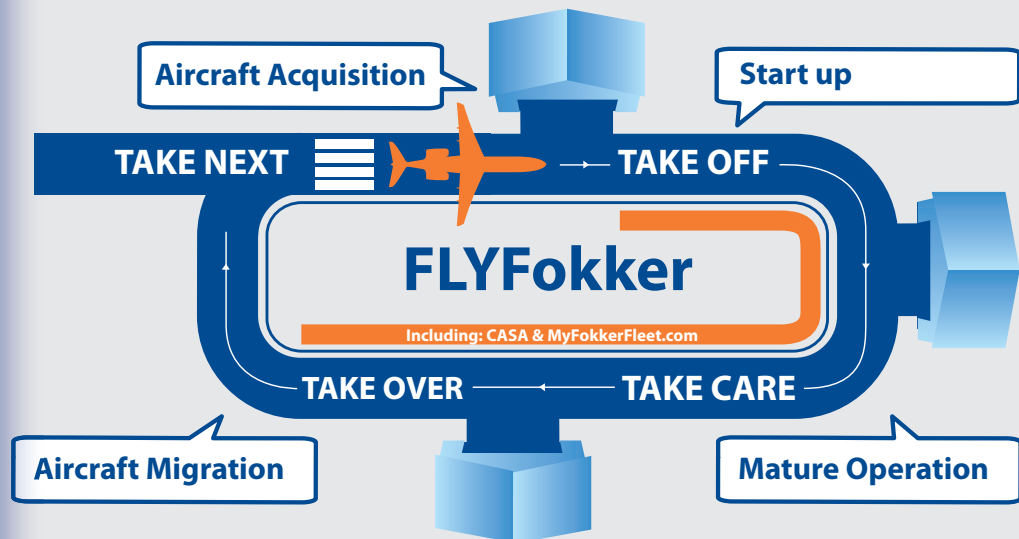 Aircraft Acquisition
Start up
TAKE NEXT
TAKE OFF
FLYFokker
Including: CASA & MyFokkerFleet.com
TAKE OVER
TAKE CARE
Aircraft Migration
Mature Operation